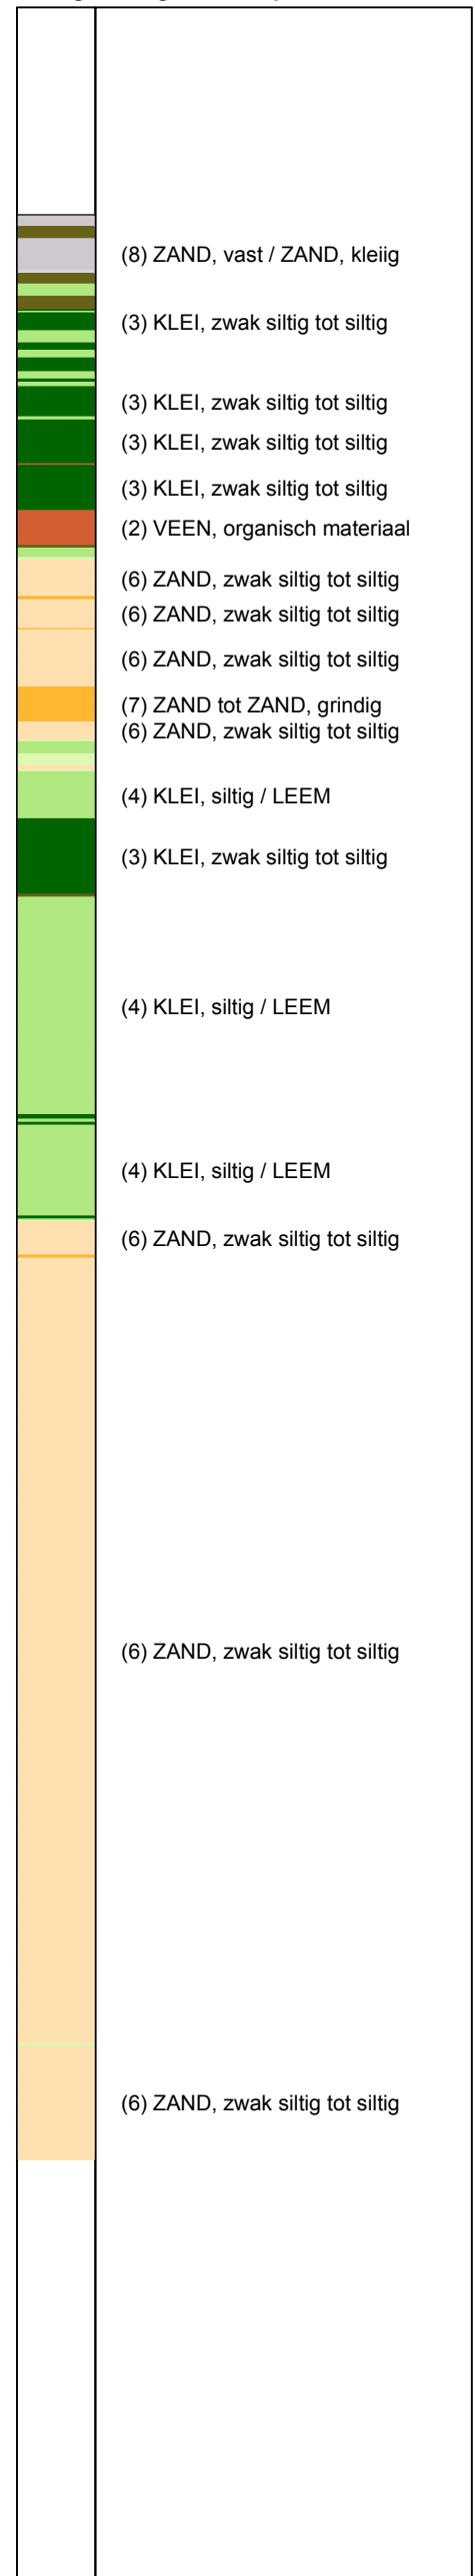 (8) ZAND, vast / ZAND, kleiig
(3) KLEI, zwak siltig tot siltig
(3) KLEI, zwak siltig tot siltig
(3) KLEI, zwak siltig tot siltig
(3) KLEI, zwak siltig tot siltig
(2) VEEN, organisch materiaal
(6) ZAND, zwak siltig tot siltig
(6) ZAND, zwak siltig tot siltig
(6) ZAND, zwak siltig tot siltig
(7) ZAND tot ZAND, grindig
(6) ZAND, zwak siltig tot siltig
(4) KLEI, siltig / LEEM
(3) KLEI, zwak siltig tot siltig
(4) KLEI, siltig / LEEM
(4) KLEI, siltig / LEEM
(6) ZAND, zwak siltig tot siltig
(6) ZAND, zwak siltig tot siltig
(6) ZAND, zwak siltig tot siltig